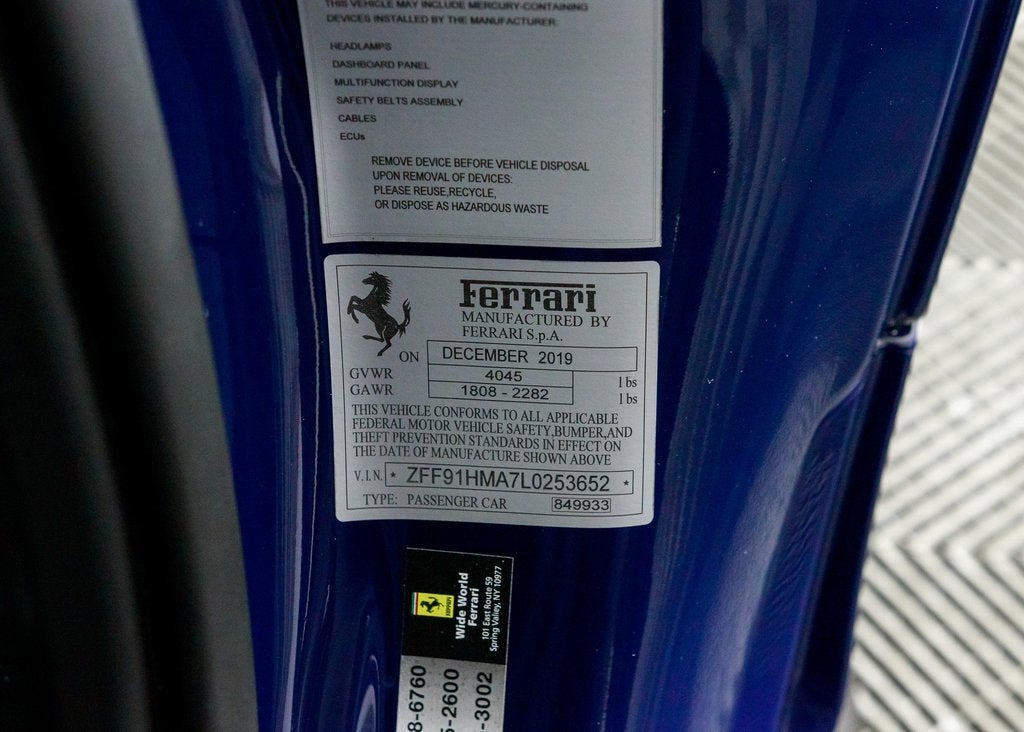 THIS VEHICLE MAY INCLUDE MERCURY-CONTAINING
DEVICES INSTALLED BY THE MANUFACTURER:
HEADLAMPS
DASHBOARD PANEL
MULTIFUNCTION DISPLAY
SAFETY BELTS ASSEMBLY
CABLES
ECUs
REMOVE DEVICE BEFORE VEHICLE DISPOSAL
UPON REMOVAL OF DEVICES:
PLEASE REUSE,RECYCLE,
OR DISPOSE AS HAZARDOUS WASTE
Ferrari
MANUFACTURED BY
FERRARI S.p.A.
ON DECEMBER 2019
GVWR 4045 lbs
GAWR 1808 - 2282 lbs
THIS VEHICLE CONFORMS TO ALL APPLICABLE
FEDERAL MOTOR VEHICLE SAFETY,BUMPER,AND
THEFT PREVENTION STANDARDS IN EFFECT ON
THE DATE OF MANUFACTURE SHOWN ABOVE
V.I.N. * ZFF91HMA7L0253652 *
TYPE: PASSENGER CAR 849933
Ferrari
Wide World
Ferrari
101 East Route 59
Spring Valley, NY 10977
8-6760
5-2600
-3002